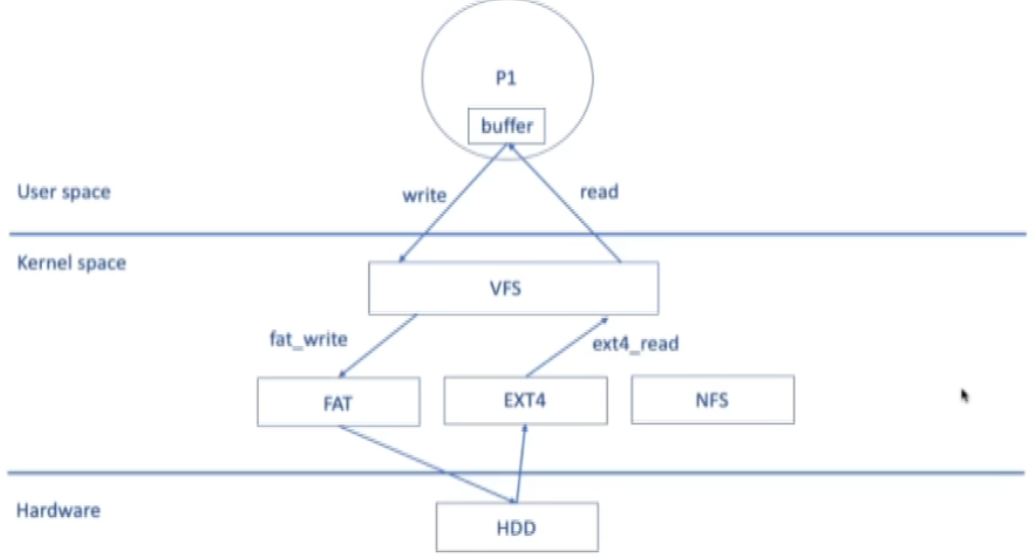 P1
buffer
User space
write
read
Kernel space
VFS
fat_write
ext4_read
FAT
EXT4
NFS
Hardware
HDD